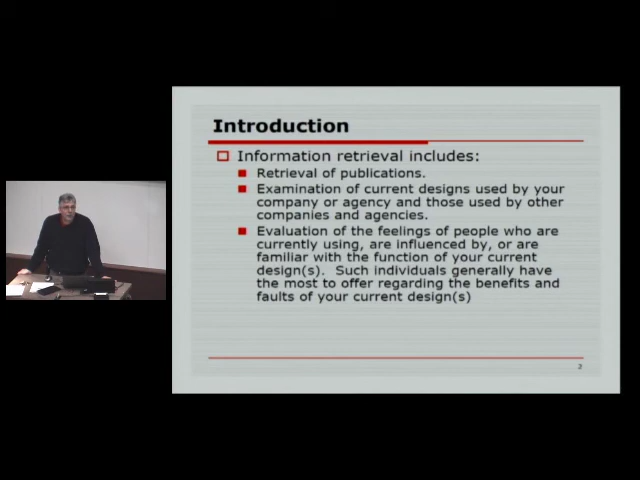 Introduction
Information retrieval includes:
Retrieval of publications.
Examination of current designs used by your
company or agency and those used by other
companies and agencies.
Evaluation of the feelings of people who are
currently using, are influenced by, or are
familiar with the function of your current
design(s). Such individuals generally have
the most to offer regarding the benefits and
faults of your current design(s)
2